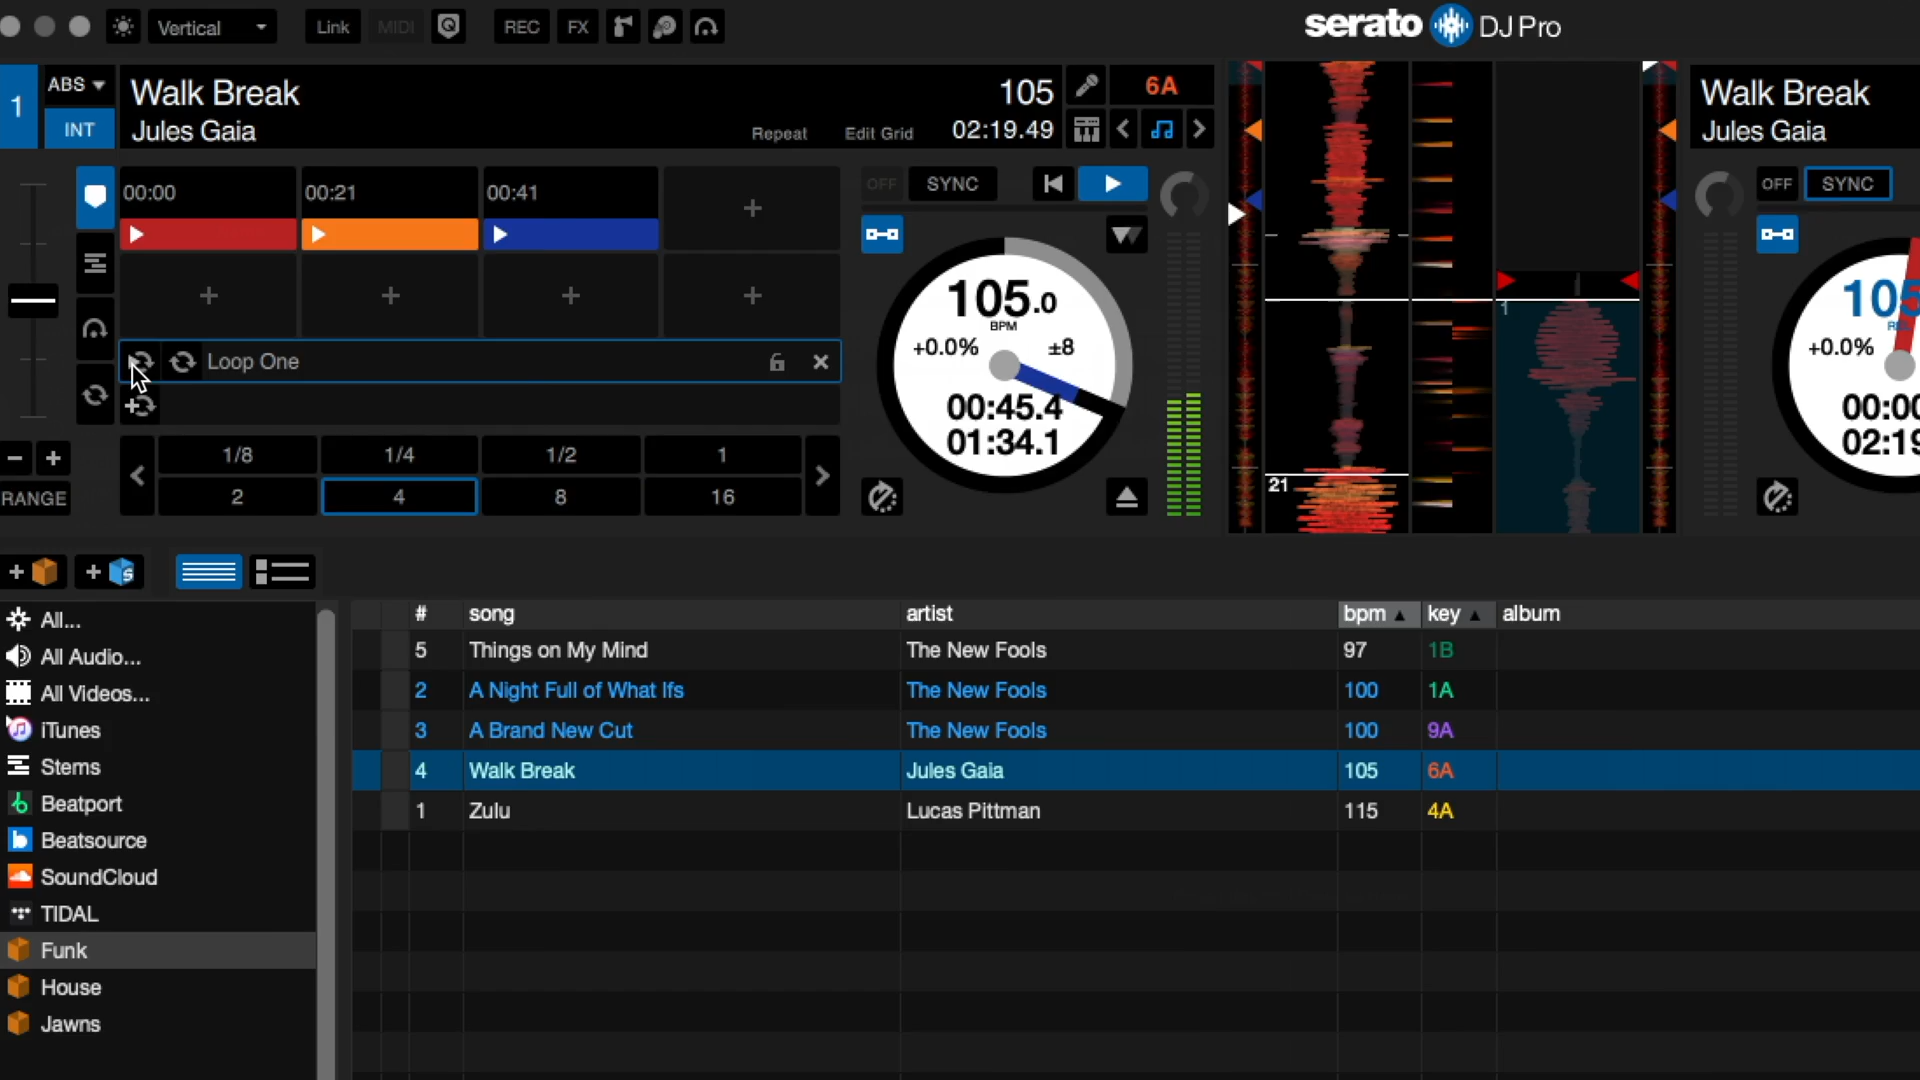 Vertical Link MIDI REC FX
serato DJ Pro
1 ABS INT
Walk Break
105 6A
Jules Gaia
Repeat Edit Grid 02:19.49
Walk Break
Jules Gaia
00:00 00:21 00:41 +
+ + + +
OFF SYNC
OFF SYNC
Loop One
105.0
BPM
+0.0% ±8
00:45.4
01:34.1
+0.0%
1
21
- +
RANGE
1/8 1/4 1/2 1
2 4 8 16
# song artist bpm key album
5 Things on My Mind The New Fools 97 1B
2 A Night Full of What Ifs The New Fools 100 1A
3 A Brand New Cut The New Fools 100 9A
4 Walk Break Jules Gaia 105 6A
1 Zulu Lucas Pittman 115 4A
All...
All Audio...
All Videos...
iTunes
Stems
Beatport
Beatsource
SoundCloud
TIDAL
Funk
House
Jawns